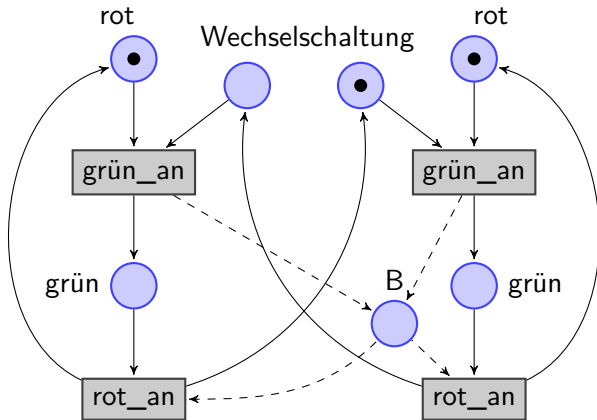 rot
rot
Wechselschaltung
grün_an
grün_an
grün
B
grün
rot_an
rot_an